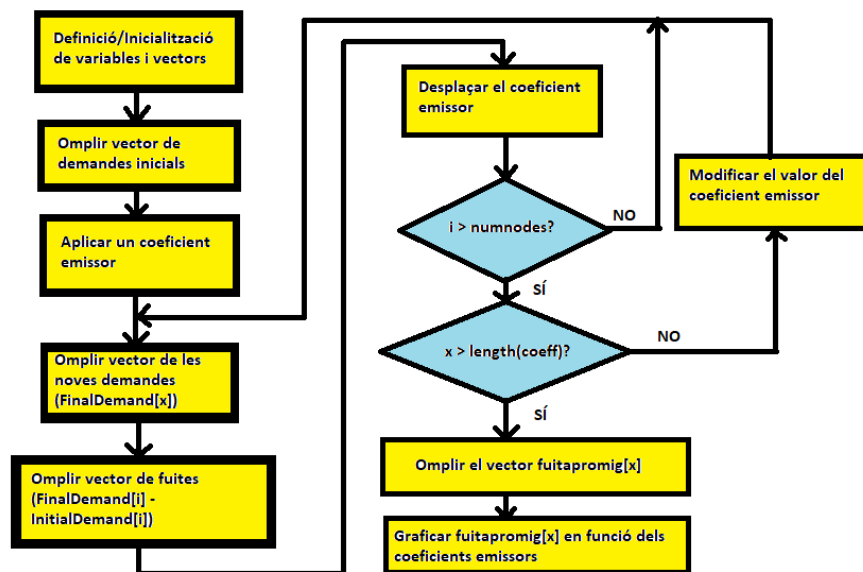 Definició/Inicialització
de variables i vectors
Omplir vector de
demandes inicials
Aplicar un coeficient
emissor
Omplir vector de les
noves demandes
(FinalDemand[x])
Omplir vector de fuites
(FinalDemand[i] -
InitialDemand[i])
Desplaçar el coeficient
emissor
i > numnodes?
NO
SÍ
x > length(coeff)?
NO
SÍ
Modificar el valor del
coeficient emissor
Omplir el vector fuitapromig[x]
Graficar fuitapromig[x] en funció dels
coeficients emissors